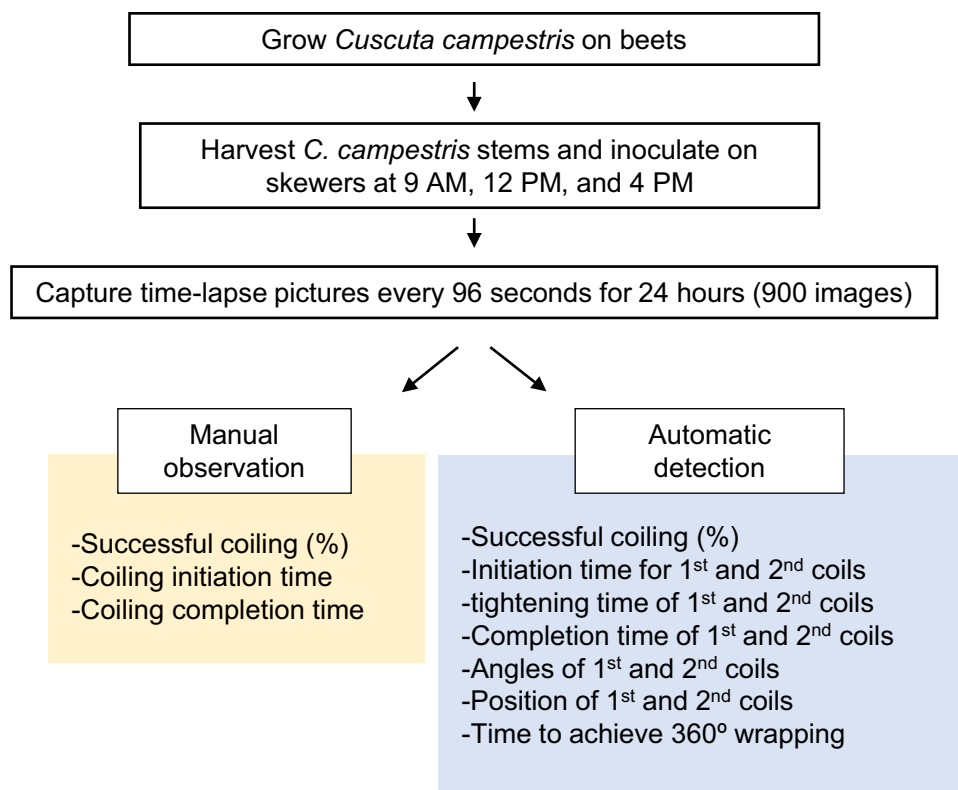 Grow Cuscuta campestris on beets
Harvest C. campestris stems and inoculate on
skewers at 9 AM, 12 PM, and 4 PM
Capture time-lapse pictures every 96 seconds for 24 hours (900 images)
Manual
observation
-Successful coiling (%)
-Coiling initiation time
-Coiling completion time
Automatic
detection
-Successful coiling (%)
-Initiation time for 1st and 2nd coils
-tightening time of 1st and 2nd coils
-Completion time of 1st and 2nd coils
-Angles of 1st and 2nd coils
-Position of 1st and 2nd coils
-Time to achieve 360º wrapping